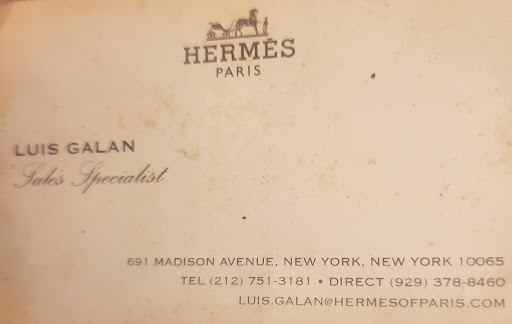 HERMÈS
PARIS
LUIS GALAN
Sales Specialist
691 MADISON AVENUE, NEW YORK, NEW YORK 10065
TEL (212) 751-3181 • DIRECT (929) 378-8460
LUIS.GALAN@HERMESOFPARIS.COM